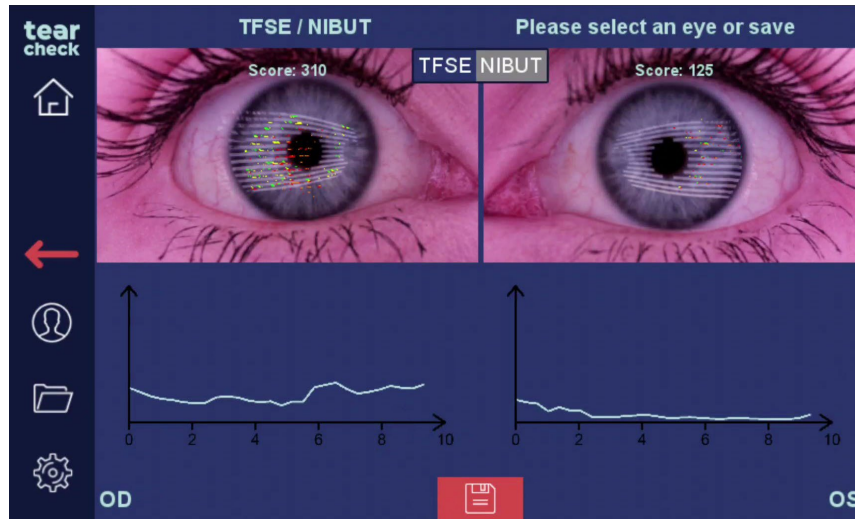 tear
check
TFSE / NIBUT
Please select an eye or save
Score: 310
TFSE NIBUT
Score: 125
0 2 4 6 8 10
0 2 4 6 8 10
OD
OS